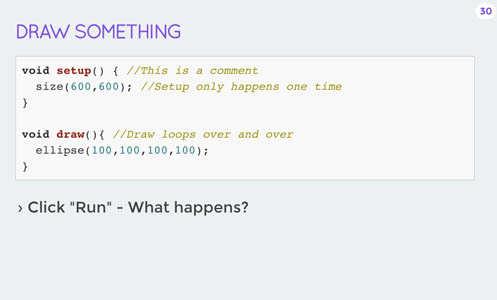 30
DRAW SOMETHING
void setup() { //This is a comment
size(600,600); //Setup only happens one time
}
void draw(){ //Draw loops over and over
ellipse(100,100,100,100);
}
› Click "Run" - What happens?